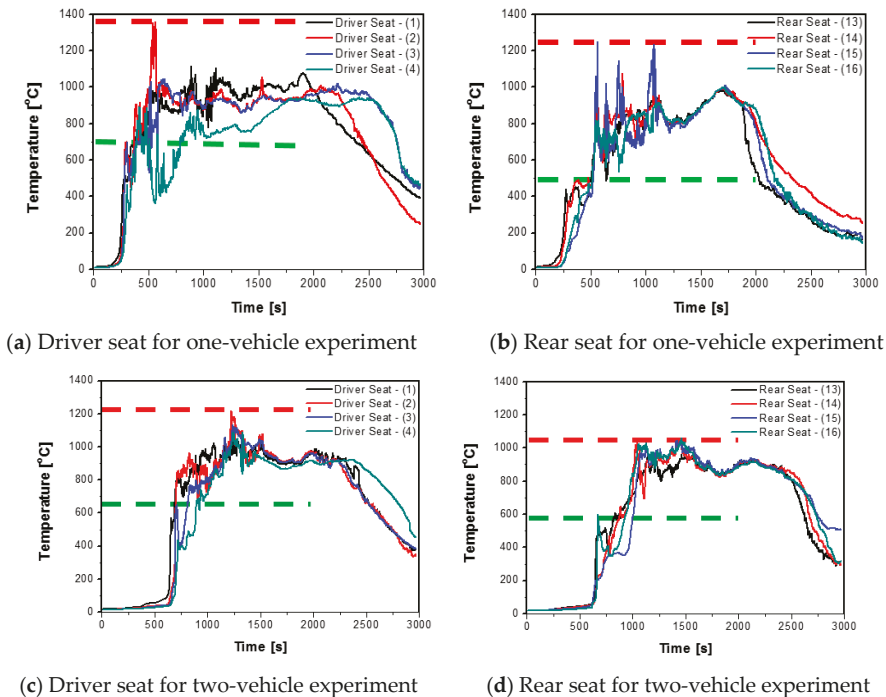 1400
1200
1000
800
600
400
200
0
Temperature [°C]
0 500 1000 1500 2000 2500 3000
Time [s]
Driver Seat - (1)
Driver Seat - (2)
Driver Seat - (3)
Driver Seat - (4)
(a) Driver seat for one-vehicle experiment
1400
1200
1000
800
600
400
200
0
Temperature [°C]
0 500 1000 1500 2000 2500 3000
Time [s]
Rear Seat - (13)
Rear Seat - (14)
Rear Seat - (15)
Rear Seat - (16)
(b) Rear seat for one-vehicle experiment
1400
1200
1000
800
600
400
200
0
Temperature [°C]
0 500 1000 1500 2000 2500 3000
Time [s]
Driver Seat - (1)
Driver Seat - (2)
Driver Seat - (3)
Driver Seat - (4)
(c) Driver seat for two-vehicle experiment
1400
1200
1000
800
600
400
200
0
Temperature [°C]
0 500 1000 1500 2000 2500 3000
Time [s]
Rear Seat - (13)
Rear Seat - (14)
Rear Seat - (15)
Rear Seat - (16)
(d) Rear seat for two-vehicle experiment